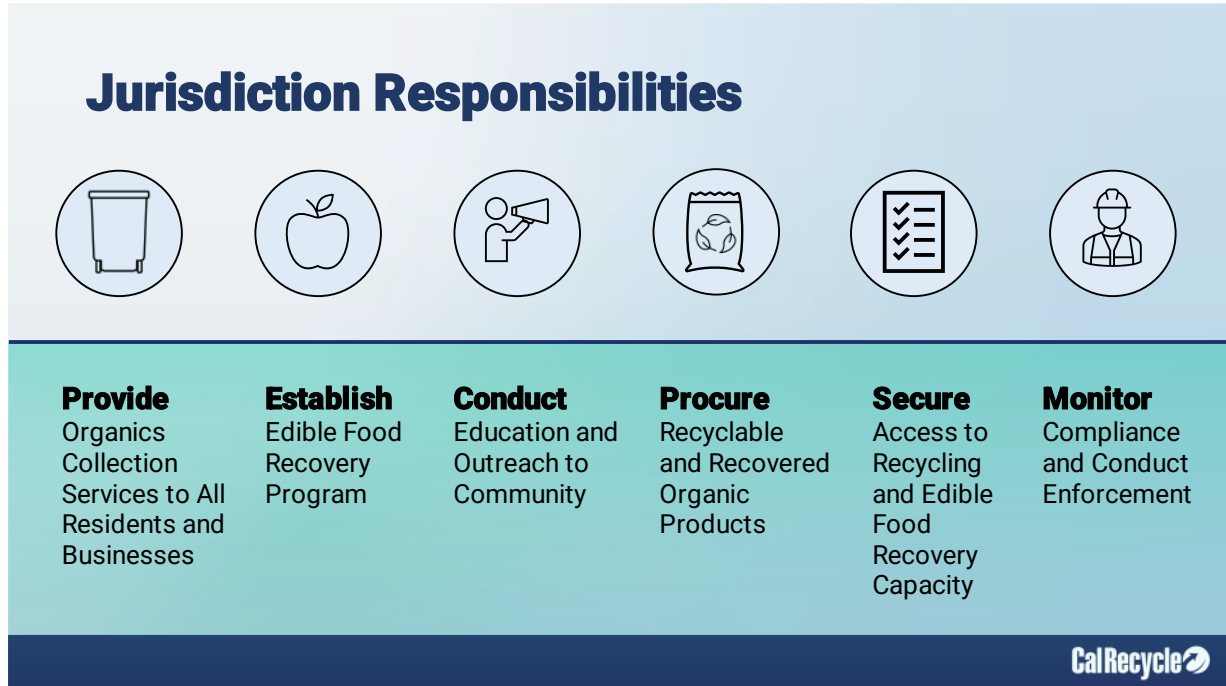 Jurisdiction Responsibilities
Provide
Organics
Collection
Services to All
Residents and
Businesses
Establish
Edible Food
Recovery
Program
Conduct
Education and
Outreach to
Community
Procure
Recyclable
and Recovered
Organic
Products
Secure
Access to
Recycling
and Edible
Food
Recovery
Capacity
Monitor
Compliance
and Conduct
Enforcement
CalRecycle